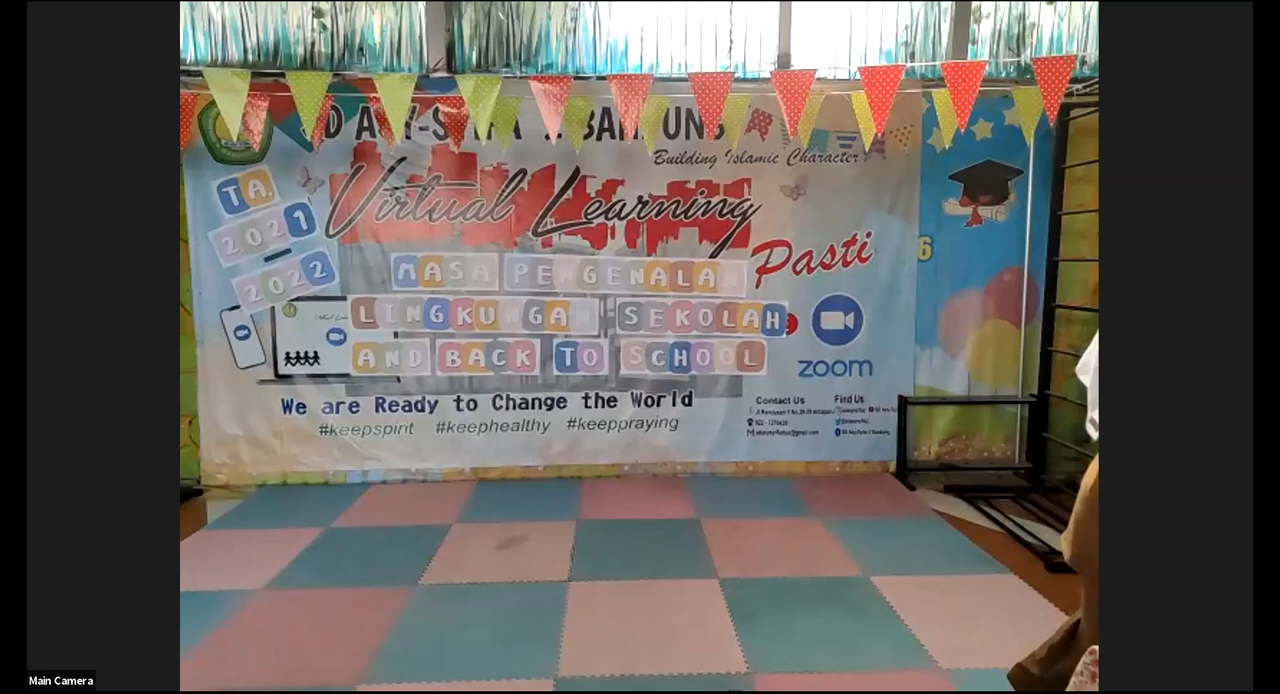 Building Islamic Character
TA.
2021
2022
Virtual Learning
Pasti
MASA PENGENALAN
LINGKUNGAN SEKOLAH
AND BACK TO SCHOOL
zoom
We are Ready to Change the World
#keepspirit #keephealthy #keeppraying
Contact Us
Find Us
6
Main Camera